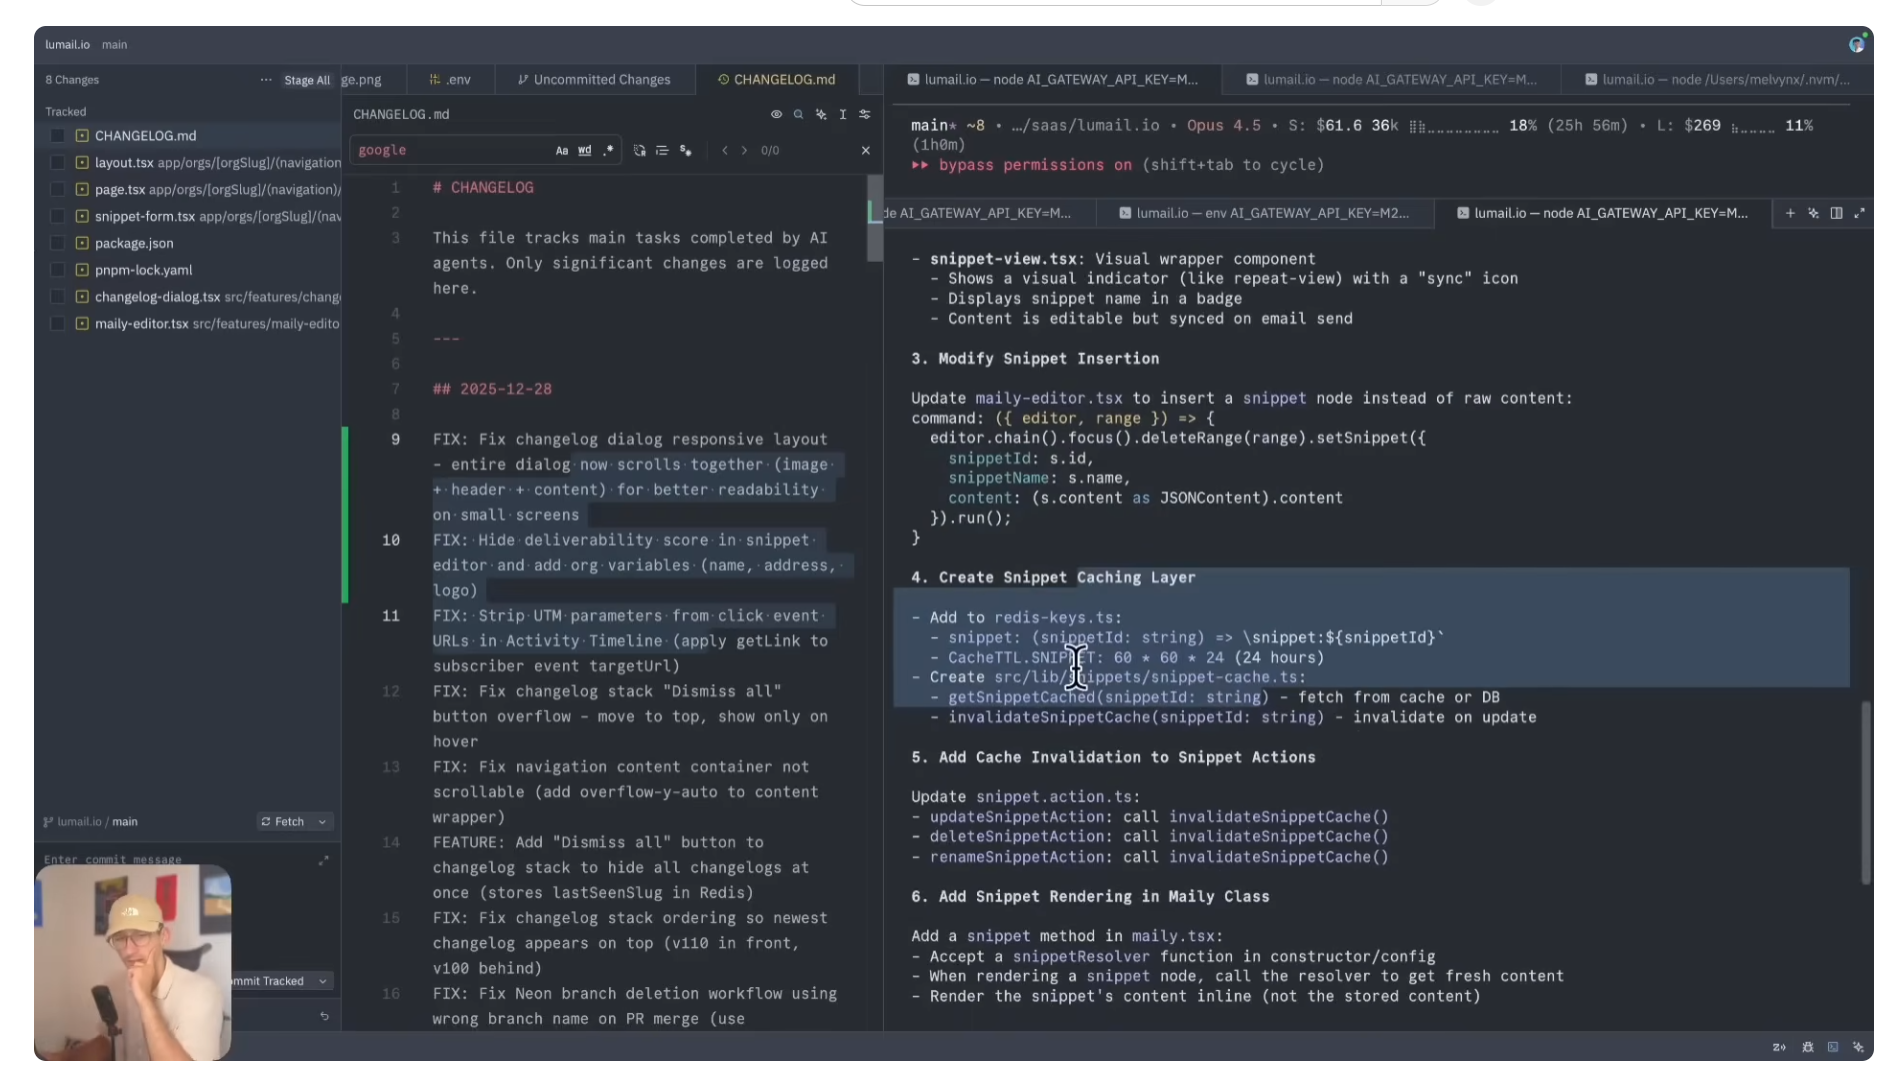 lumail.io main
8 Changes
Stage All
Tracked
CHANGELOG.md
layout.tsx app/orgs/[orgSlug]/(navigation
page.tsx app/orgs/[orgSlug]/(navigation)/
snippet-form.tsx app/orgs/[orgSlug]/(nav
package.json
pnpm-lock.yaml
changelog-dialog.tsx src/features/chang
maily-editor.tsx src/features/maily-edito
lumail.io / main
Fetch
Enter commit message
mmit Tracked
ge.png
.env
Uncommitted Changes
CHANGELOG.md
CHANGELOG.md
google
Aa wd .* 0/0
1 # CHANGELOG
2
3 This file tracks main tasks completed by AI
agents. Only significant changes are logged
here.
4
5 ---
6
7 ## 2025-12-28
8
9 FIX: Fix changelog dialog responsive layout
- entire dialog now scrolls together (image
+ header + content) for better readability
on small screens
10 FIX: Hide deliverability score in snippet
editor and add org variables (name, address,
logo)
11 FIX: Strip UTM parameters from click event
URLs in Activity Timeline (apply getLink to
subscriber event targetUrl)
12 FIX: Fix changelog stack "Dismiss all"
button overflow - move to top, show only on
hover
13 FIX: Fix navigation content container not
scrollable (add overflow-y-auto to content
wrapper)
14 FEATURE: Add "Dismiss all" button to
changelog stack to hide all changelogs at
once (stores lastSeenSlug in Redis)
15 FIX: Fix changelog stack ordering so newest
changelog appears on top (v110 in front,
v100 behind)
16 FIX: Fix Neon branch deletion workflow using
wrong branch name on PR merge (use
lumail.io — node AI_GATEWAY_API_KEY=M...
lumail.io — node AI_GATEWAY_API_KEY=M...
lumail.io — node /Users/melvynx/.nvm/...
main* ~8 • …/saas/lumail.io • Opus 4.5 • S: $61.6 36k 18% (25h 56m) • L: $269 11%
(1h0m)
bypass permissions on (shift+tab to cycle)
de AI_GATEWAY_API_KEY=M...
lumail.io — env AI_GATEWAY_API_KEY=M2...
lumail.io — node AI_GATEWAY_API_KEY=M...
- snippet-view.tsx: Visual wrapper component
- Shows a visual indicator (like repeat-view) with a "sync" icon
- Displays snippet name in a badge
- Content is editable but synced on email send
3. Modify Snippet Insertion
Update maily-editor.tsx to insert a snippet node instead of raw content:
command: ({ editor, range }) => {
editor.chain().focus().deleteRange(range).setSnippet({
snippetId: s.id,
snippetName: s.name,
content: (s.content as JSONContent).content
}).run();
}
4. Create Snippet Caching Layer
- Add to redis-keys.ts:
- snippet: (snippetId: string) => \snippet:${snippetId}`
- CacheTTL.SNIPPET: 60 * 60 * 24 (24 hours)
- Create src/lib/snippets/snippet-cache.ts:
- getSnippetCached(snippetId: string) - fetch from cache or DB
- invalidateSnippetCache(snippetId: string) - invalidate on update
5. Add Cache Invalidation to Snippet Actions
Update snippet.action.ts:
- updateSnippetAction: call invalidateSnippetCache()
- deleteSnippetAction: call invalidateSnippetCache()
- renameSnippetAction: call invalidateSnippetCache()
6. Add Snippet Rendering in Maily Class
Add a snippet method in maily.tsx:
- Accept a snippetResolver function in constructor/config
- When rendering a snippet node, call the resolver to get fresh content
- Render the snippet's content inline (not the stored content)